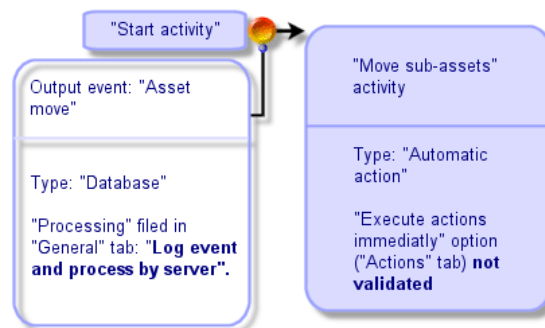 "Start activity"
Output event: "Asset
move"
Type: "Database"
"Processing" filed in
"General" tab: "Log event
and process by server".
"Move sub-assets"
activity
Type: "Automatic
action"
"Execute actions
immediatly" option
("Actions" tab) not
validated